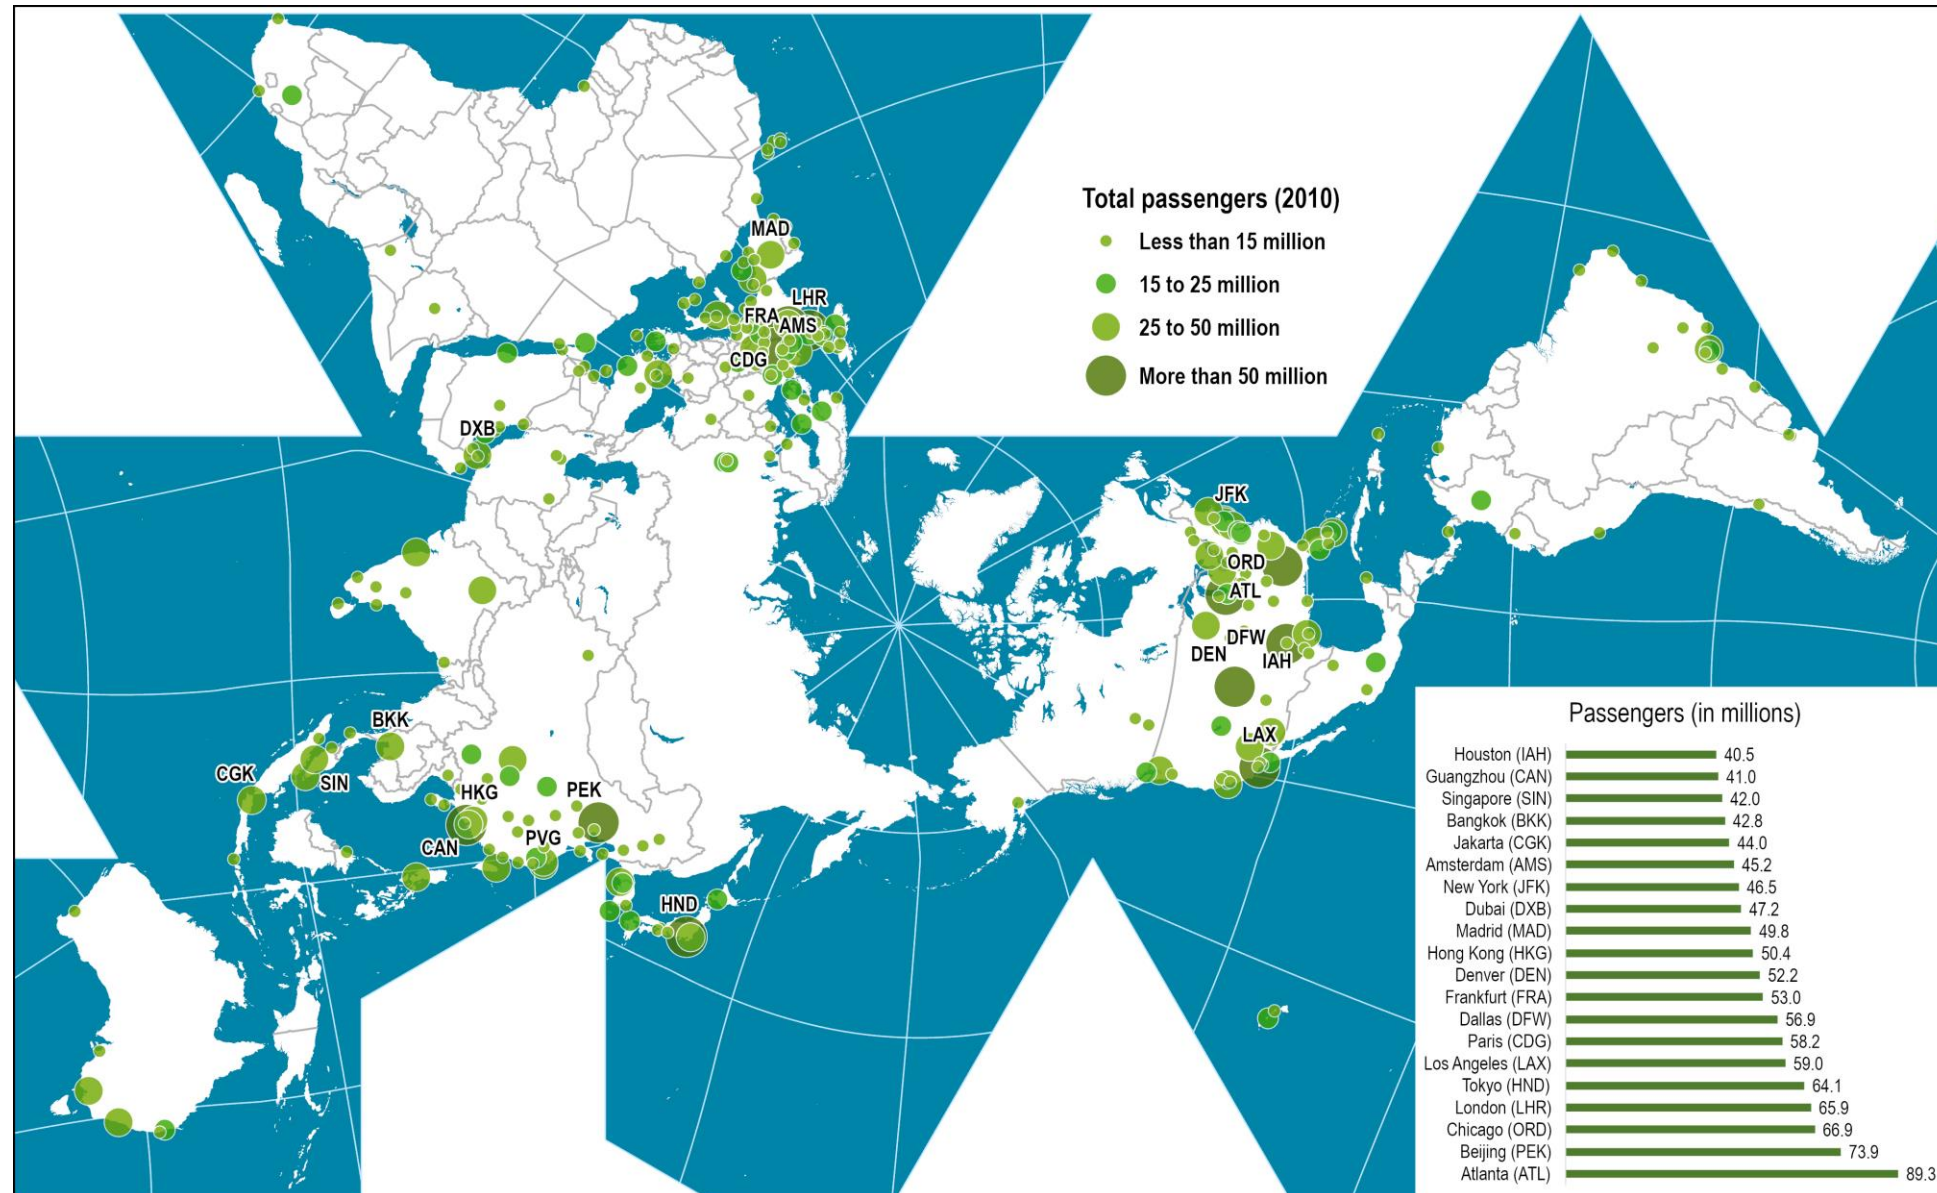 MAD
LHR
FRA
AMS
CDG
DXB
Total passengers (2010)
Less than 15 million
15 to 25 million
25 to 50 million
More than 50 million
JFK
ORD
ATL
DFW
DEN
IAH
LAX
BKK
CGK
SIN
HKG
PEK
CAN
PVG
HND
Passengers (in millions)
Houston (IAH) 40.5
Guangzhou (CAN) 41.0
Singapore (SIN) 42.0
Bangkok (BKK) 42.8
Jakarta (CGK) 44.0
Amsterdam (AMS) 45.2
New York (JFK) 46.5
Dubai (DXB) 47.2
Madrid (MAD) 49.8
Hong Kong (HKG) 50.4
Denver (DEN) 52.2
Frankfurt (FRA) 53.0
Dallas (DFW) 56.9
Paris (CDG) 58.2
Los Angeles (LAX) 59.0
Tokyo (HND) 64.1
London (LHR) 65.9
Chicago (ORD) 66.9
Beijing (PEK) 73.9
Atlanta (ATL) 89.3